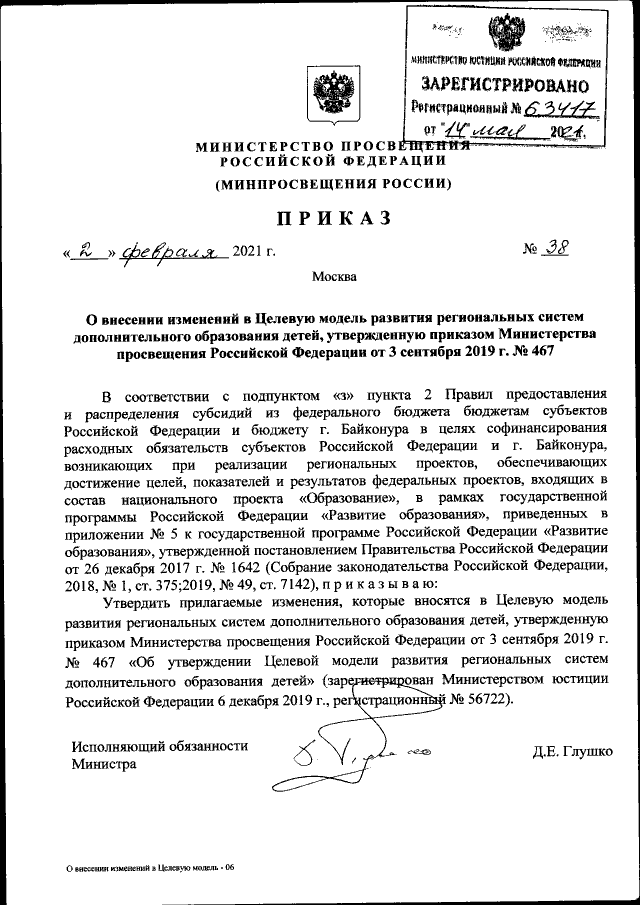 МИНИСТЕРСТВО ЮСТИЦИИ РОССИЙСКОЙ ФЕДЕРАЦИИ
ЗАРЕГИСТРИРОВАНО
Регистрационный № 63417
от "14" мая 2021г.
МИНИСТЕРСТВО ПРОСВЕЩЕНИЯ
РОССИЙСКОЙ ФЕДЕРАЦИИ
(МИНПРОСВЕЩЕНИЯ РОССИИ)
ПРИКАЗ
« 2 » февраля 2021 г.
№ 38
Москва
О внесении изменений в Целевую модель развития региональных систем
дополнительного образования детей, утвержденную приказом Министерства
просвещения Российской Федерации от 3 сентября 2019 г. № 467
В соответствии с подпунктом «з» пункта 2 Правил предоставления
и распределения субсидий из федерального бюджета бюджетам субъектов
Российской Федерации и бюджету г. Байконура в целях софинансирования
расходных обязательств субъектов Российской Федерации и г. Байконура,
возникающих при реализации региональных проектов, обеспечивающих
достижение целей, показателей и результатов федеральных проектов, входящих в
состав национального проекта «Образование», в рамках государственной
программы Российской Федерации «Развитие образования», приведенных в
приложении № 5 к государственной программе Российской Федерации «Развитие
образования», утвержденной постановлением Правительства Российской Федерации
от 26 декабря 2017 г. № 1642 (Собрание законодательства Российской Федерации,
2018, № 1, ст. 375;2019, № 49, ст. 7142), п р и к а з ы в а ю:
Утвердить прилагаемые изменения, которые вносятся в Целевую модель
развития региональных систем дополнительного образования детей, утвержденную
приказом Министерства просвещения Российской Федерации от 3 сентября 2019 г.
№ 467 «Об утверждении Целевой модели развития региональных систем
дополнительного образования детей» (зарегистрирован Министерством юстиции
Российской Федерации 6 декабря 2019 г., регистрационный № 56722).
Исполняющий обязанности
Министра
Д.Е. Глушко
О внесении изменений в Целевую модель - 06